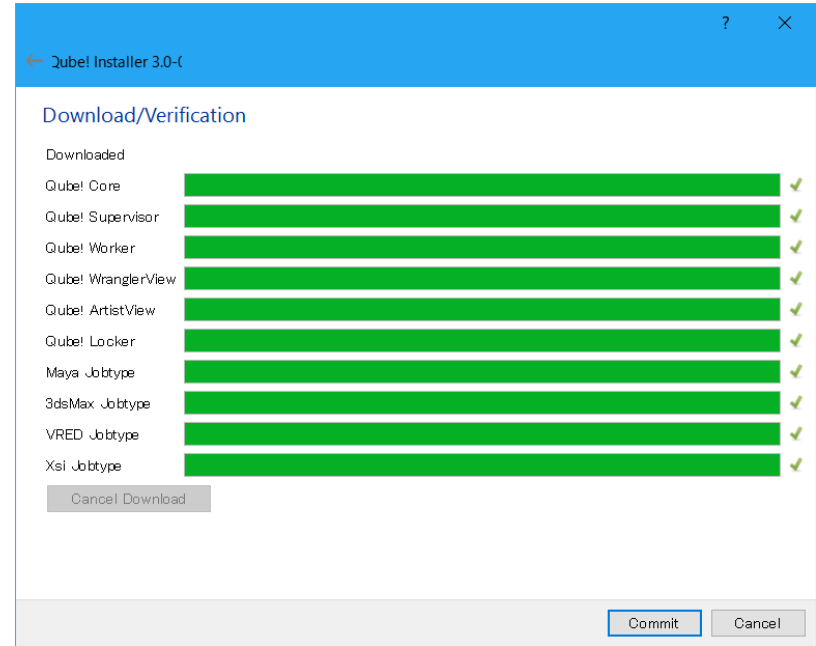 ?
Qube! Installer 3.0-0
Download/Verification
Downloaded
Qube! Core
Qube! Supervisor
Qube! Worker
Qube! WranglerView
Qube! ArtistView
Qube! Locker
Maya Jobtype
3dsMax Jobtype
VRED Jobtype
Xsi Jobtype
Cancel Download
Commit Cancel